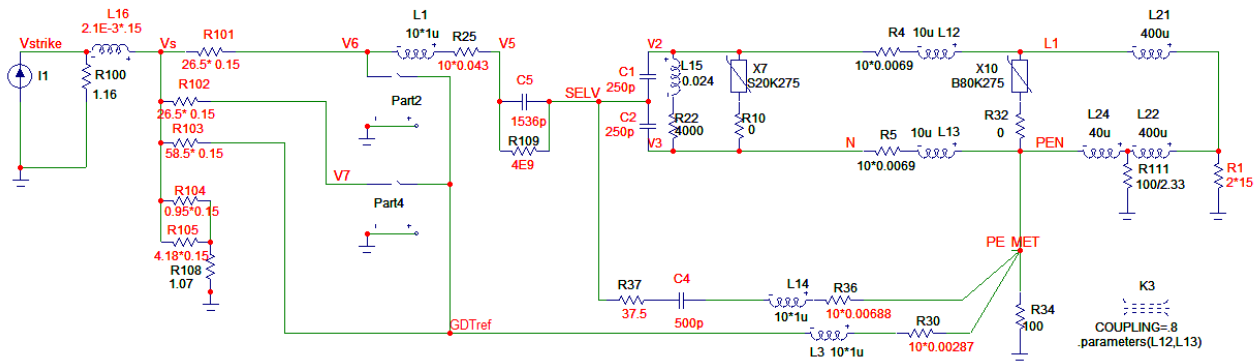 L16
2.1E-3*.15
Vstrike
I1
R100
1.16
Vs
R101
26.5* 0.15
R102
26.5* 0.15
R103
58.5* 0.15
R104
0.95*0.15
R105
4.18*0.15
R108
1.07
V6
V7
Part2
Part4
L1
10*1u
R25
10*0.043
V5
C5
1536p
R109
4E9
SELV
GDTref
C1
250p
C2
250p
V2
V3
L15
0.024
R22
4000
X7
S20K275
R10
0
R4
10*0.0069
10u L12
N
R5
10*0.0069
10u L13
L1
X10
B80K275
R32
0
PEN
L21
400u
L24
40u
L22
400u
R111
100/2.33
R1
2*15
PE_MET
R37
37.5
C4
500p
L14
10*1u
R36
10*0.00688
L3 10*1u
R30
10*0.00287
R34
100
K3
COUPLING=.8
.parameters(L12,L13)